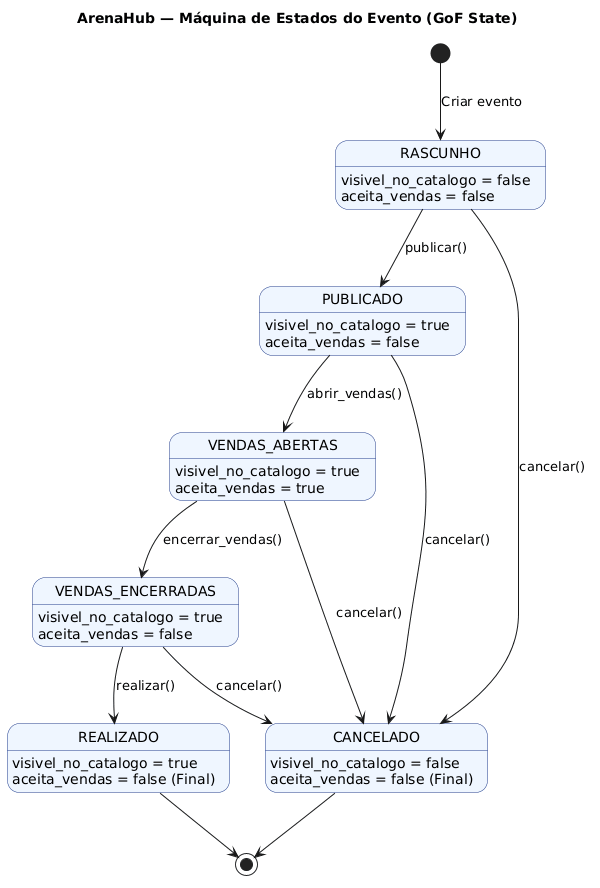 ArenaHub — Máquina de Estados do Evento (GoF State)
Criar evento
RASCUNHO
visivel_no_catalogo = false
aceita_vendas = false
publicar()
PUBLICADO
visivel_no_catalogo = true
aceita_vendas = false
abrir_vendas()
VENDAS_ABERTAS
visivel_no_catalogo = true
aceita_vendas = true
cancelar()
encerrar_vendas()
cancelar()
VENDAS_ENCERRADAS
visivel_no_catalogo = true
aceita_vendas = false
cancelar()
realizar()
cancelar()
REALIZADO
visivel_no_catalogo = true
aceita_vendas = false (Final)
CANCELADO
visivel_no_catalogo = false
aceita_vendas = false (Final)